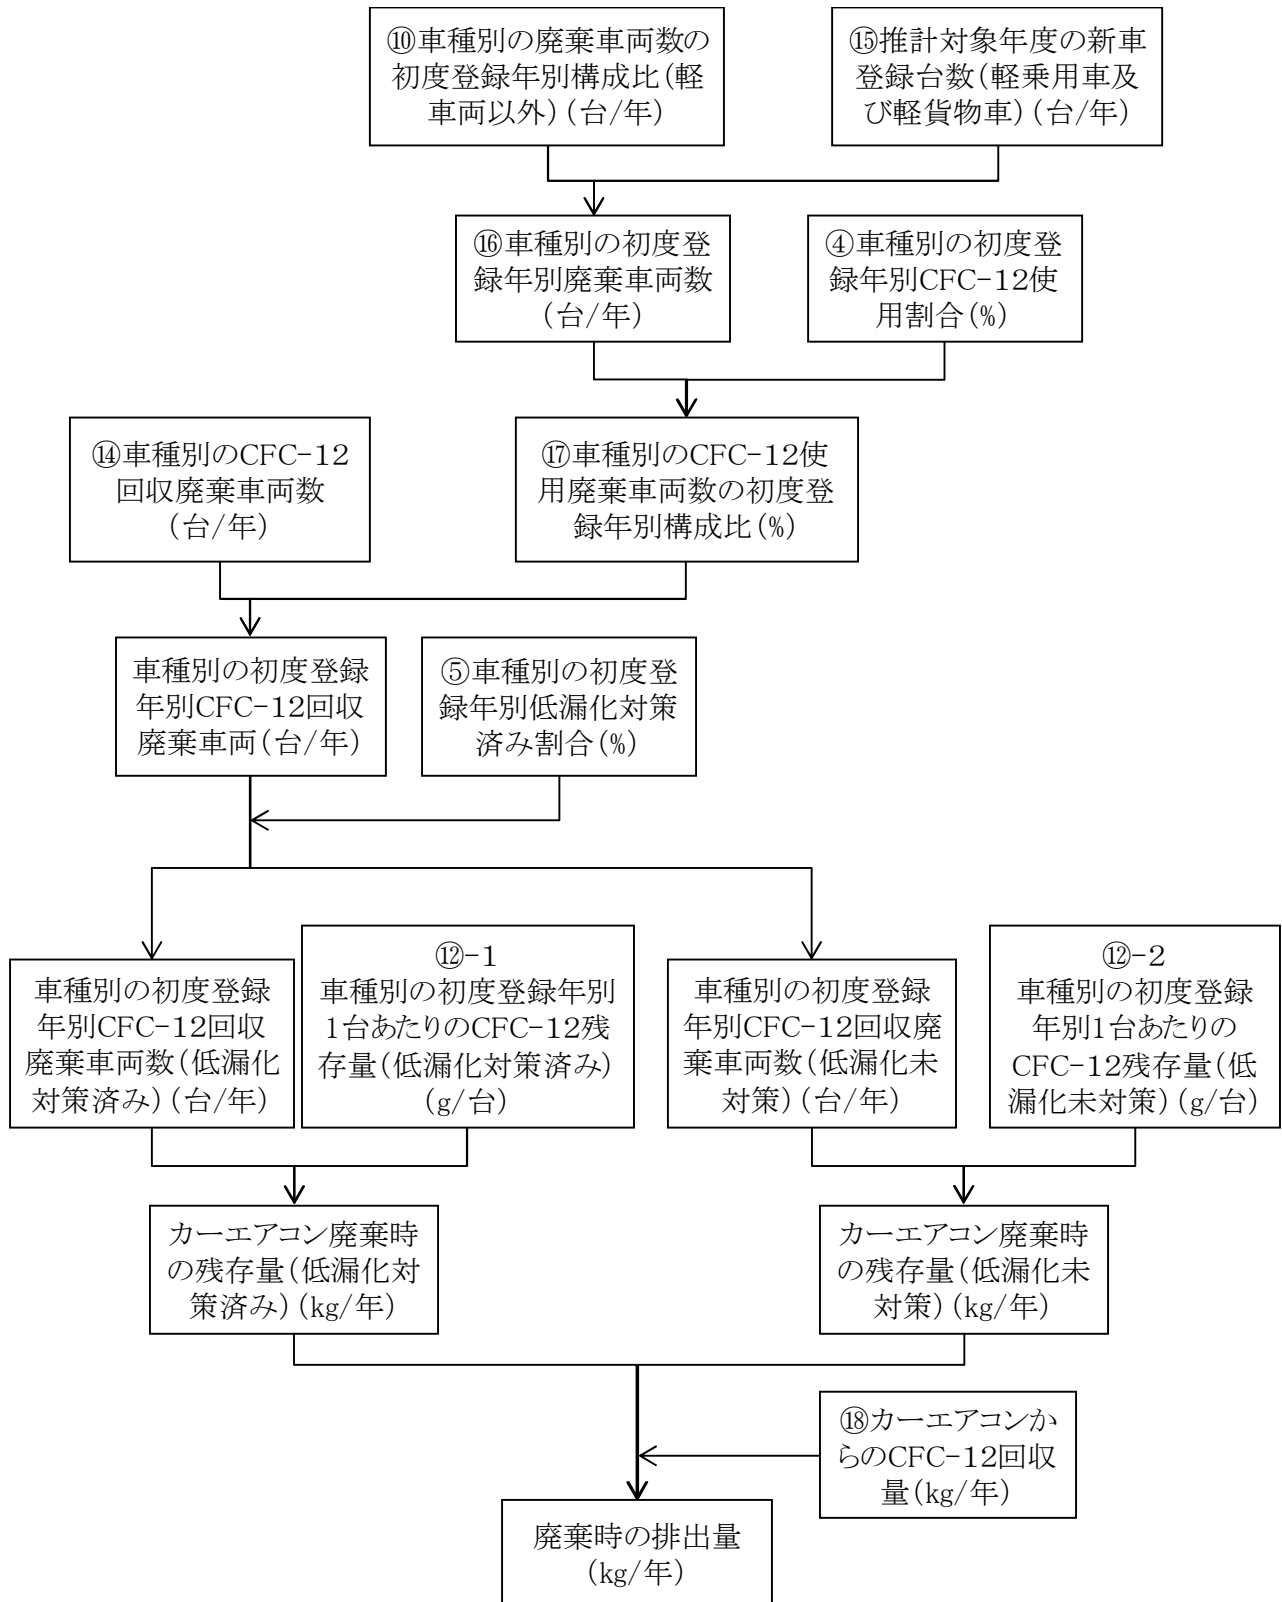 ⑩車種別の廃棄車両数の
初度登録年別構成比(軽
車両以外)(台/年)
⑮推計対象年度の新車
登録台数(軽乗用車及
び軽貨物車)(台/年)
⑯車種別の初度登
録年別廃棄車両数
(台/年)
④車種別の初度登
録年別CFC-12使
用割合(%)
⑭車種別のCFC-12
回収廃棄車両数
(台/年)
⑰車種別のCFC-12使
用廃棄車両数の初度登
録年別構成比(%)
車種別の初度登録
年別CFC-12回収
廃棄車両(台/年)
⑤車種別の初度登
録年別低漏化対策
済み割合(%)
車種別の初度登録
年別CFC-12回収
廃棄車両数(低漏化
対策済み)(台/年)
⑫-1
車種別の初度登録年別
1台あたりのCFC-12残
存量(低漏化対策済み)
(g/台)
車種別の初度登録
年別CFC-12回収廃
棄車両数(低漏化未
対策)(台/年)
⑫-2
車種別の初度登録
年別1台あたりの
CFC-12残存量(低
漏化未対策)(g/台)
カーエアコン廃棄時
の残存量(低漏化対
策済み)(kg/年)
カーエアコン廃棄時
の残存量(低漏化未
対策)(kg/年)
⑱カーエアコンか
らのCFC-12回収
量(kg/年)
廃棄時の排出量
(kg/年)